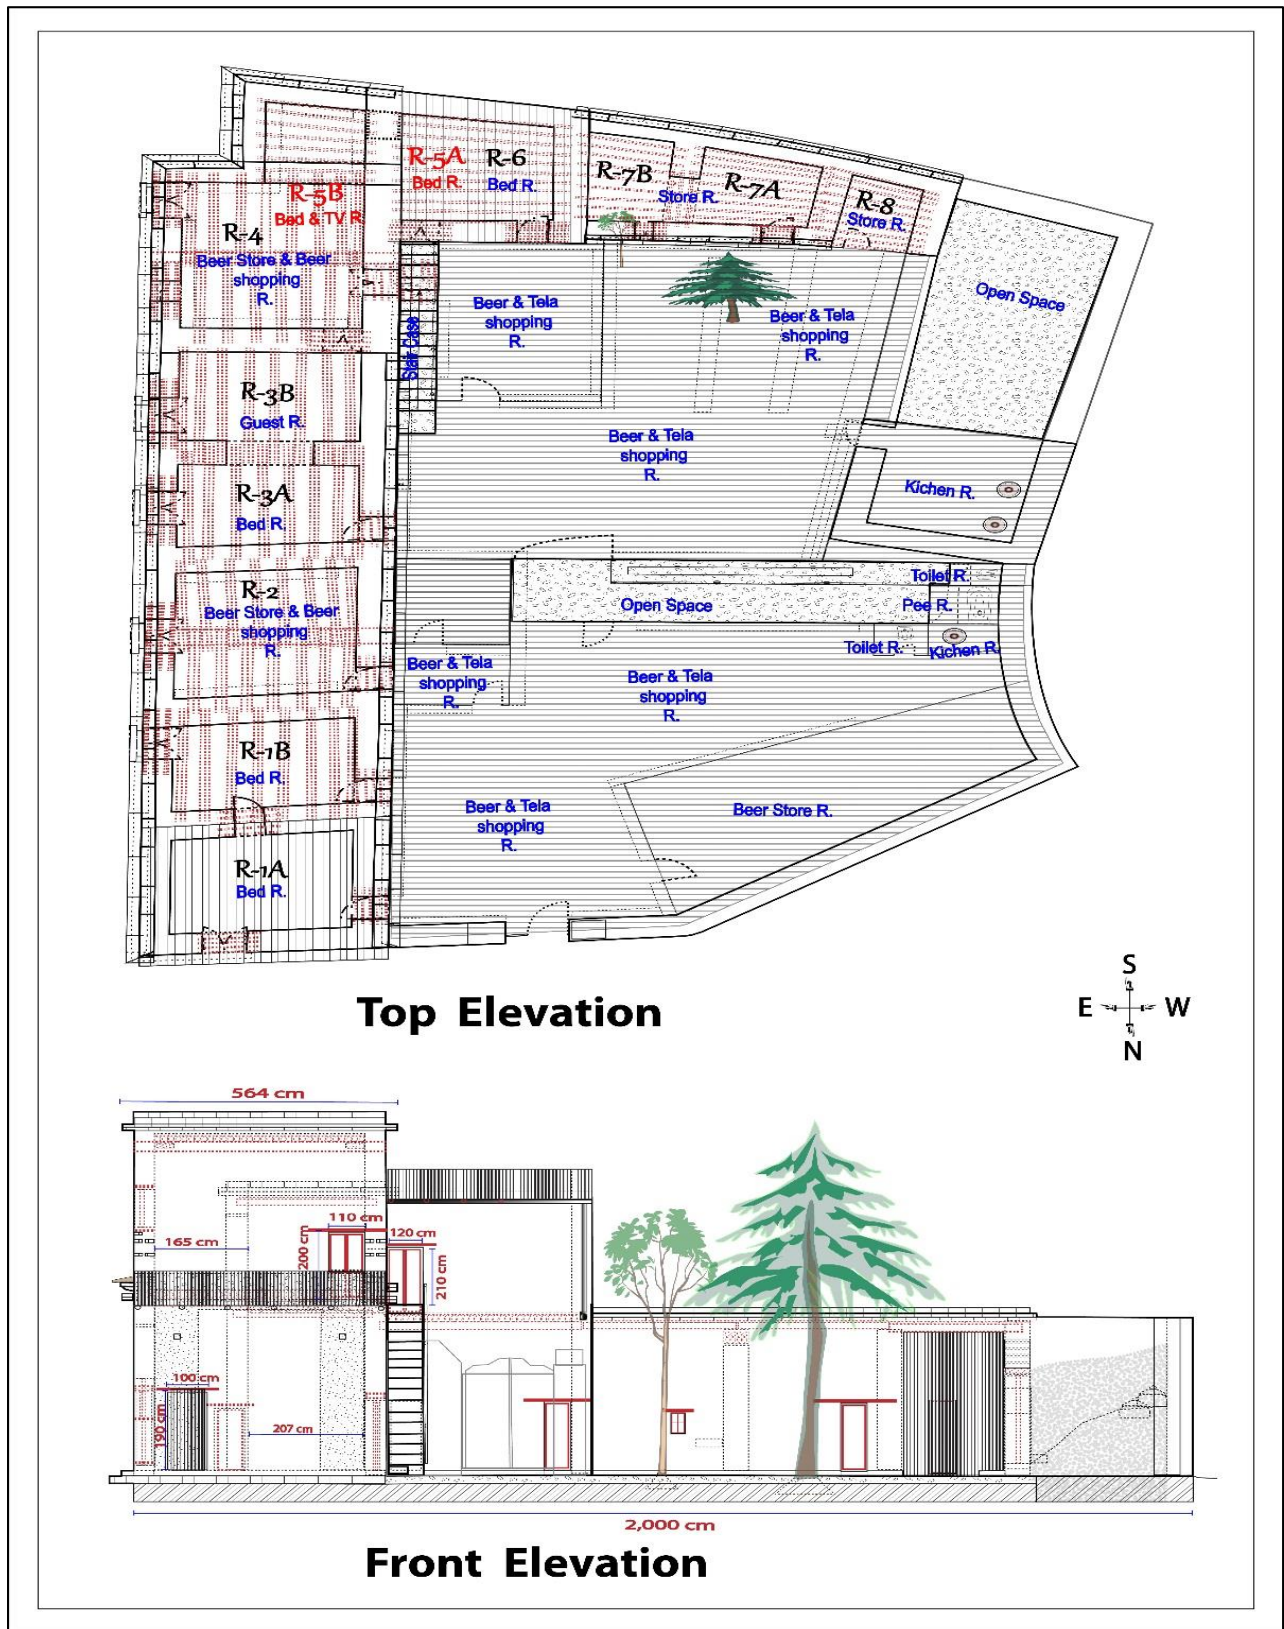 R-5A
R-6
Bed R.
Bed R.
R-7B
R-7A
Store R.
R-8
Store R.
R-5B
Bed & TV R.
R-4
Beer Store & Beer
shopping
R.
Open Space
Beer & Tela
shopping
R.
Beer & Tela
shopping
R.
Stair Case
R-3B
Guest R.
Beer & Tela
shopping
R.
R-3A
Bed R.
Kichen R.
R-2
Beer Store & Beer
shopping
R.
Open Space
Toilet R.
Pee R.
Toilet R.
Kichen R.
Beer & Tela
shopping
R.
Beer & Tela
shopping
R.
R-1B
Bed R.
Beer & Tela
shopping
R.
Beer Store R.
R-1A
Bed R.
Top Elevation
S
E W
N
564 cm
110 cm
120 cm
165 cm
200 cm
210 cm
100 cm
190 cm
207 cm
2,000 cm
Front Elevation